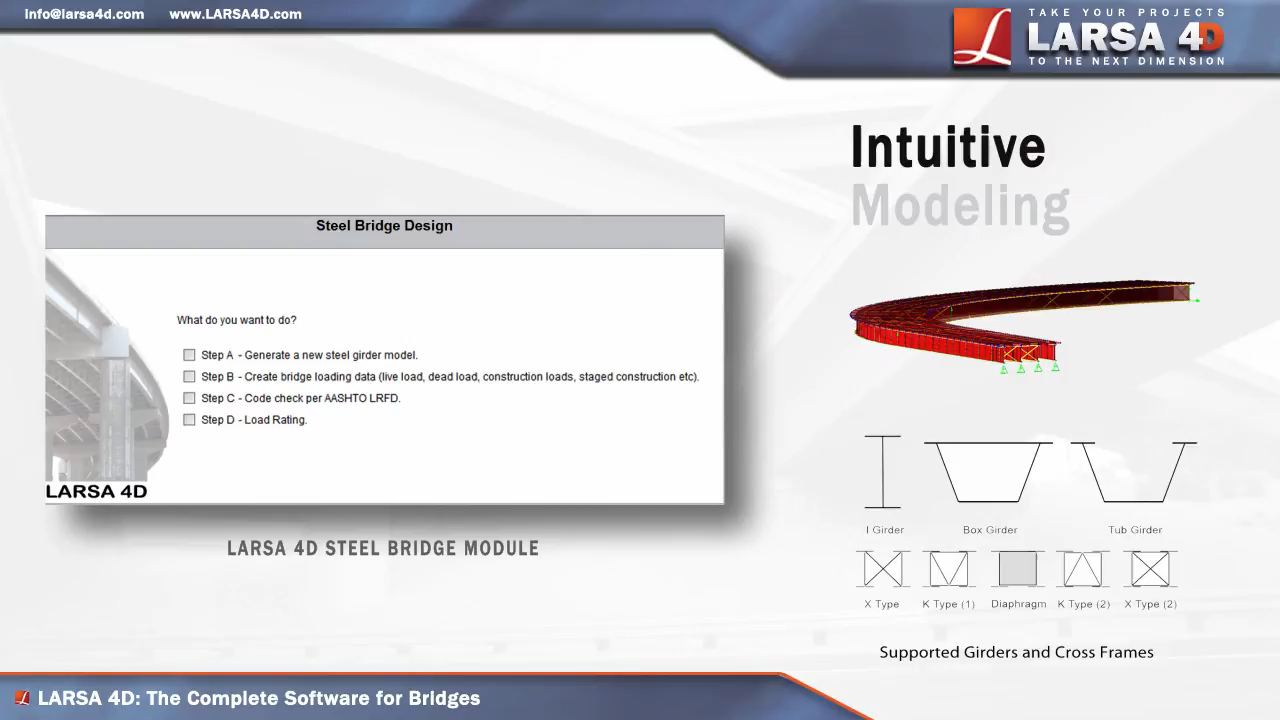 info@larsa4d.com www.LARSA4D.com
TAKE YOUR PROJECTS
LARSA 4D
TO THE NEXT DIMENSION
Intuitive
Modeling
Steel Bridge Design
What do you want to do?
Step A - Generate a new steel girder model.
Step B - Create bridge loading data (live load, dead load, construction loads, staged construction etc).
Step C - Code check per AASHTO LRFD.
Step D - Load Rating.
LARSA 4D
LARSA 4D STEEL BRIDGE MODULE
I Girder Box Girder Tub Girder
X Type K Type (1) Diaphragm K Type (2) X Type (2)
Supported Girders and Cross Frames
LARSA 4D: The Complete Software for Bridges